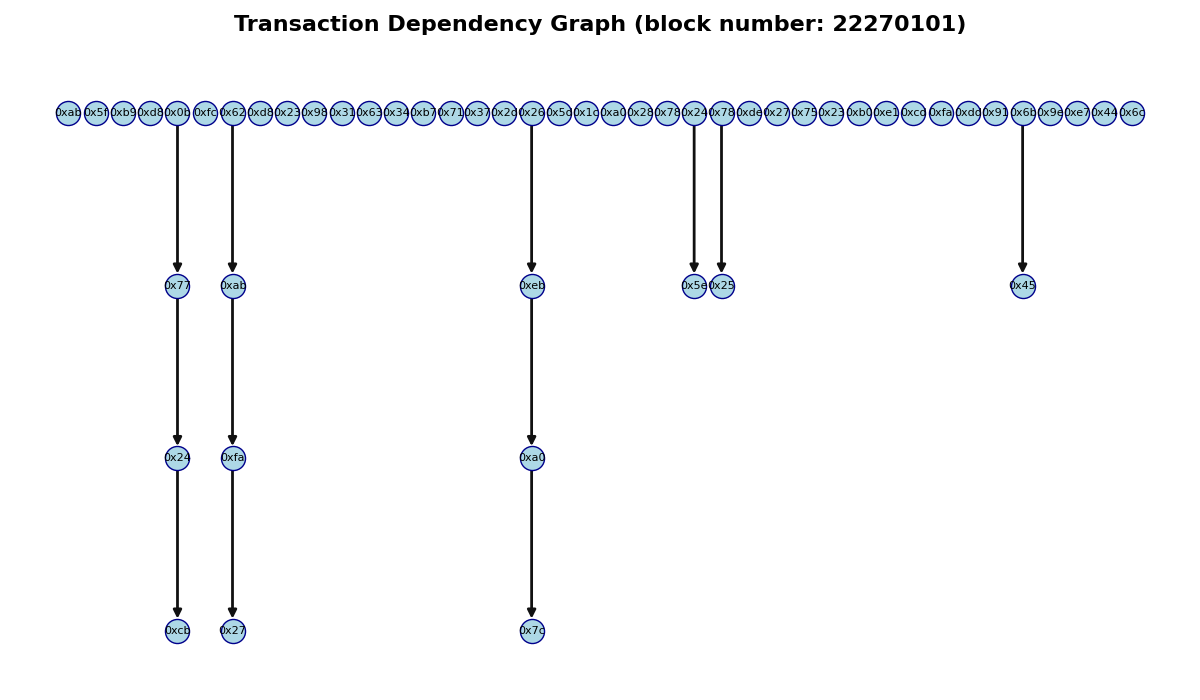 Transaction Dependency Graph (block number: 22270101)
0xab 0x5f 0xb9 0xd8 0x0b 0xfc 0x62 0xd8 0x23 0x98 0x31 0x63 0x34 0xb7 0x71 0x37 0x2d 0x26 0x5d 0x1c 0xa0 0x28 0x78 0x24 0x78 0xde 0x27 0x75 0x23 0xb0 0xe1 0xcd 0xfa 0xdd 0x91 0x6b 0x9e 0xe7 0x44 0x6c
0x77 0xab 0xeb 0x5e 0x25 0x45
0x24 0xfa 0xa0
0xcb 0x27 0x7c